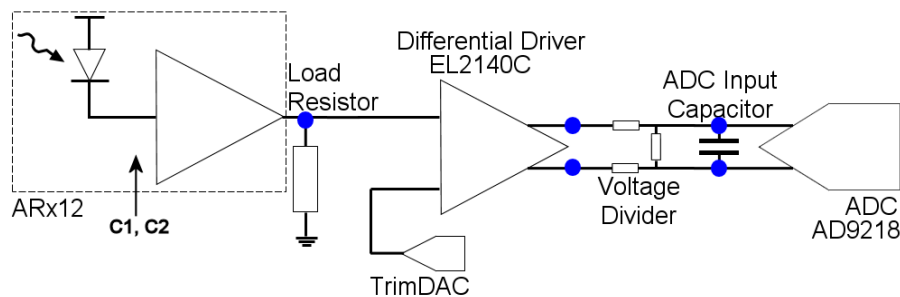 Differential Driver
EL2140C
Load
Resistor
ADC Input
Capacitor
ARx12
C1, C2
Voltage
Divider
ADC
AD9218
TrimDAC